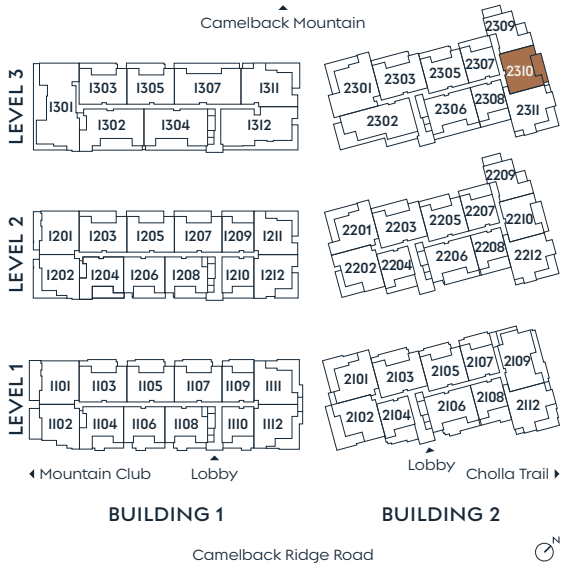 Camelback Mountain
LEVEL 3
1301 1303 1305 1307 1311
1302 1304 1312
2301 2303 2305 2307 2309 2310
2302 2306 2308 2311
LEVEL 2
1201 1203 1205 1207 1209 1211
1202 1204 1206 1208 1210 1212
2201 2203 2205 2207 2209 2210
2202 2204 2206 2208 2212
LEVEL 1
1101 1103 1105 1107 1109 1111
1102 1104 1106 1108 1110 1112
2101 2103 2105 2107 2109
2102 2104 2106 2108 2112
Mountain Club Lobby
Lobby Cholla Trail
BUILDING 1 BUILDING 2
Camelback Ridge Road
N